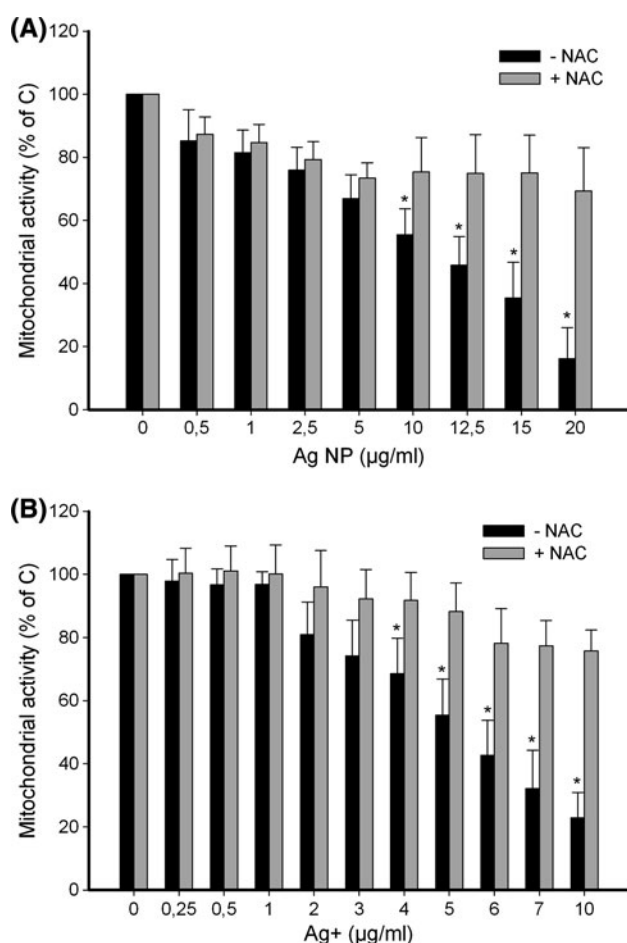 (A)
120
100
80
60
40
20
0
Mitochondrial activity (% of C)
- NAC
+ NAC
* * * *
0 0,5 1 2,5 5 10 12,5 15 20
Ag NP (µg/ml)
(B)
120
100
80
60
40
20
0
Mitochondrial activity (% of C)
- NAC
+ NAC
* * * * *
0 0,25 0,5 1 2 3 4 5 6 7 10
Ag+ (µg/ml)